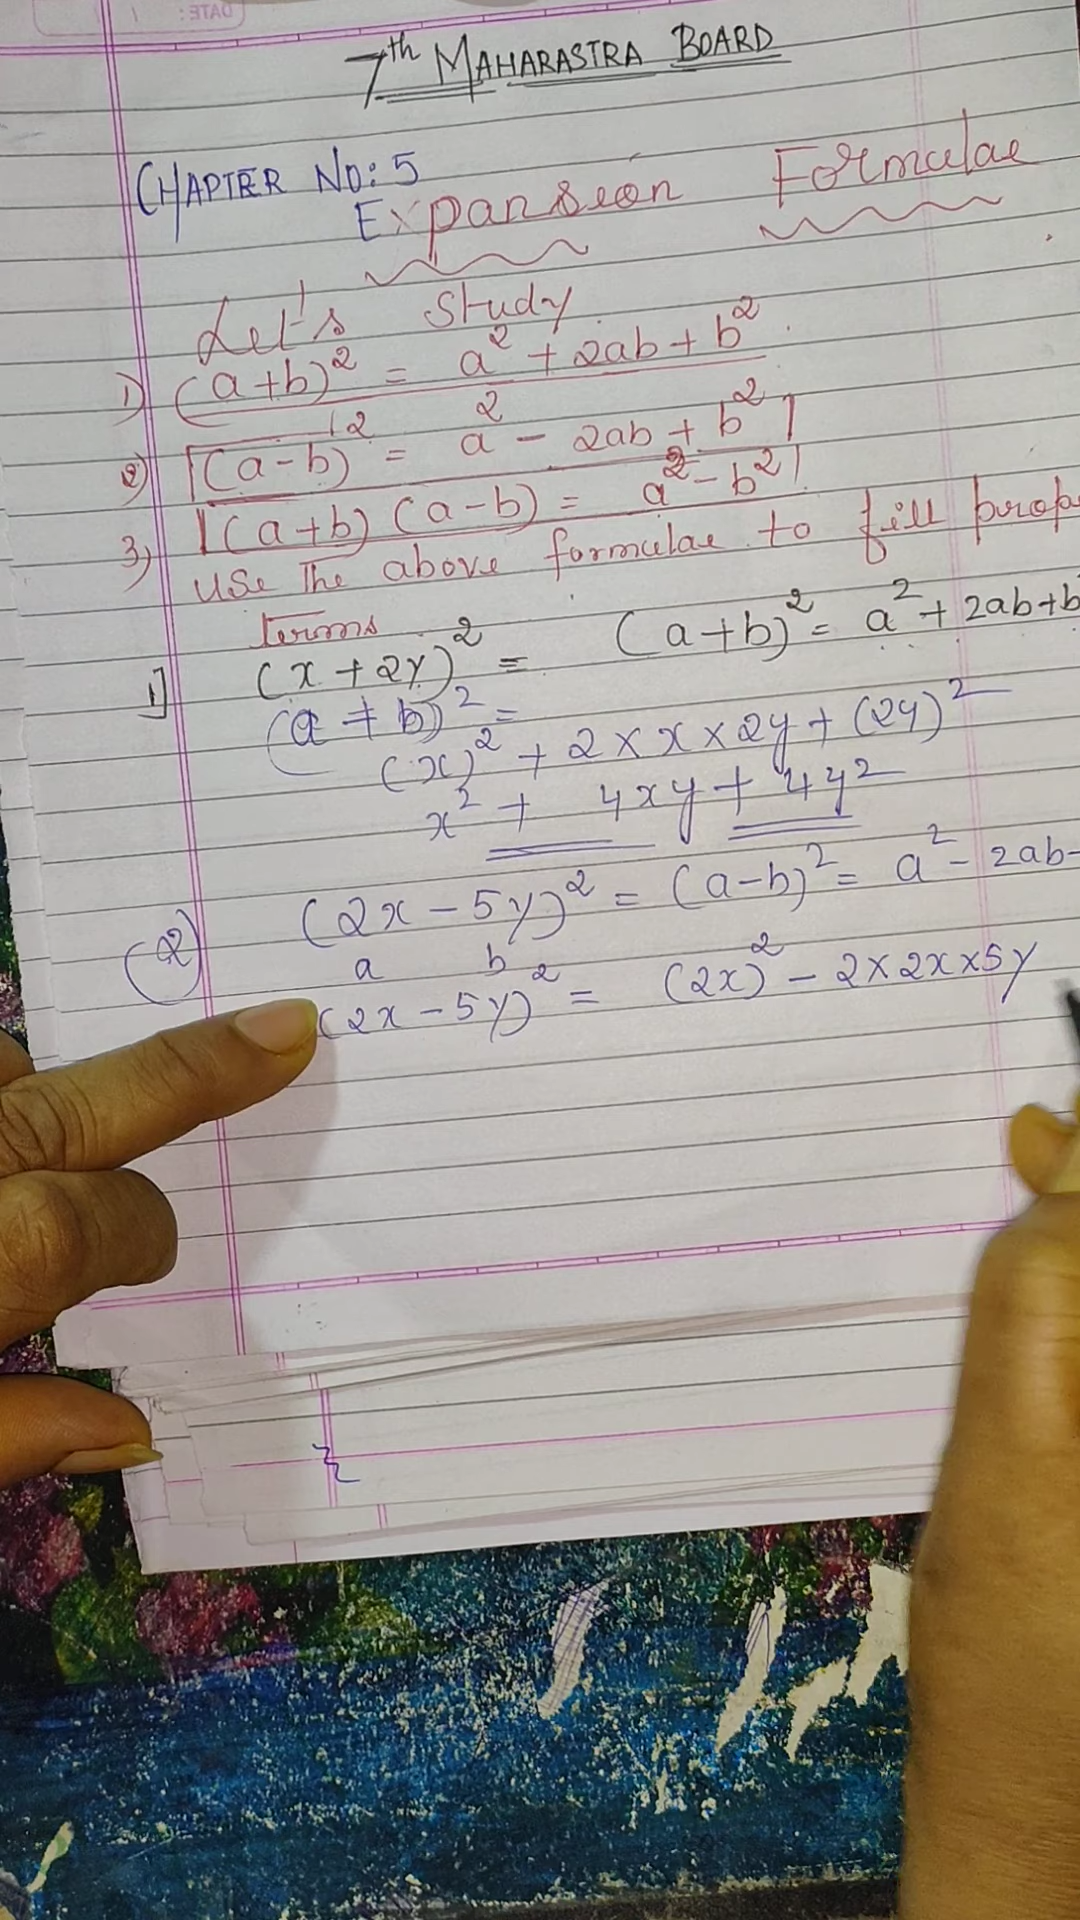 DATE:
7th MAHARASTRA BOARD
CHAPTER NO: 5
Expansion Formulae
Let's Study
1) (a+b)² = a² + 2ab + b²
2) (a-b)² = a² - 2ab + b²
3) (a+b) (a-b) = a² - b²
Use The above formulae to fill
terms
1] (x + 2y)² = (a+b)² = a² + 2ab + b
(a + b)² =
(x)² + 2 × x × 2y + (2y)²
x² + 4xy + 4y²
(2) (2x - 5y)² = (a-b)² = a² - 2ab -
a b
(2x - 5y)² = (2x)² - 2 × 2x × 5y